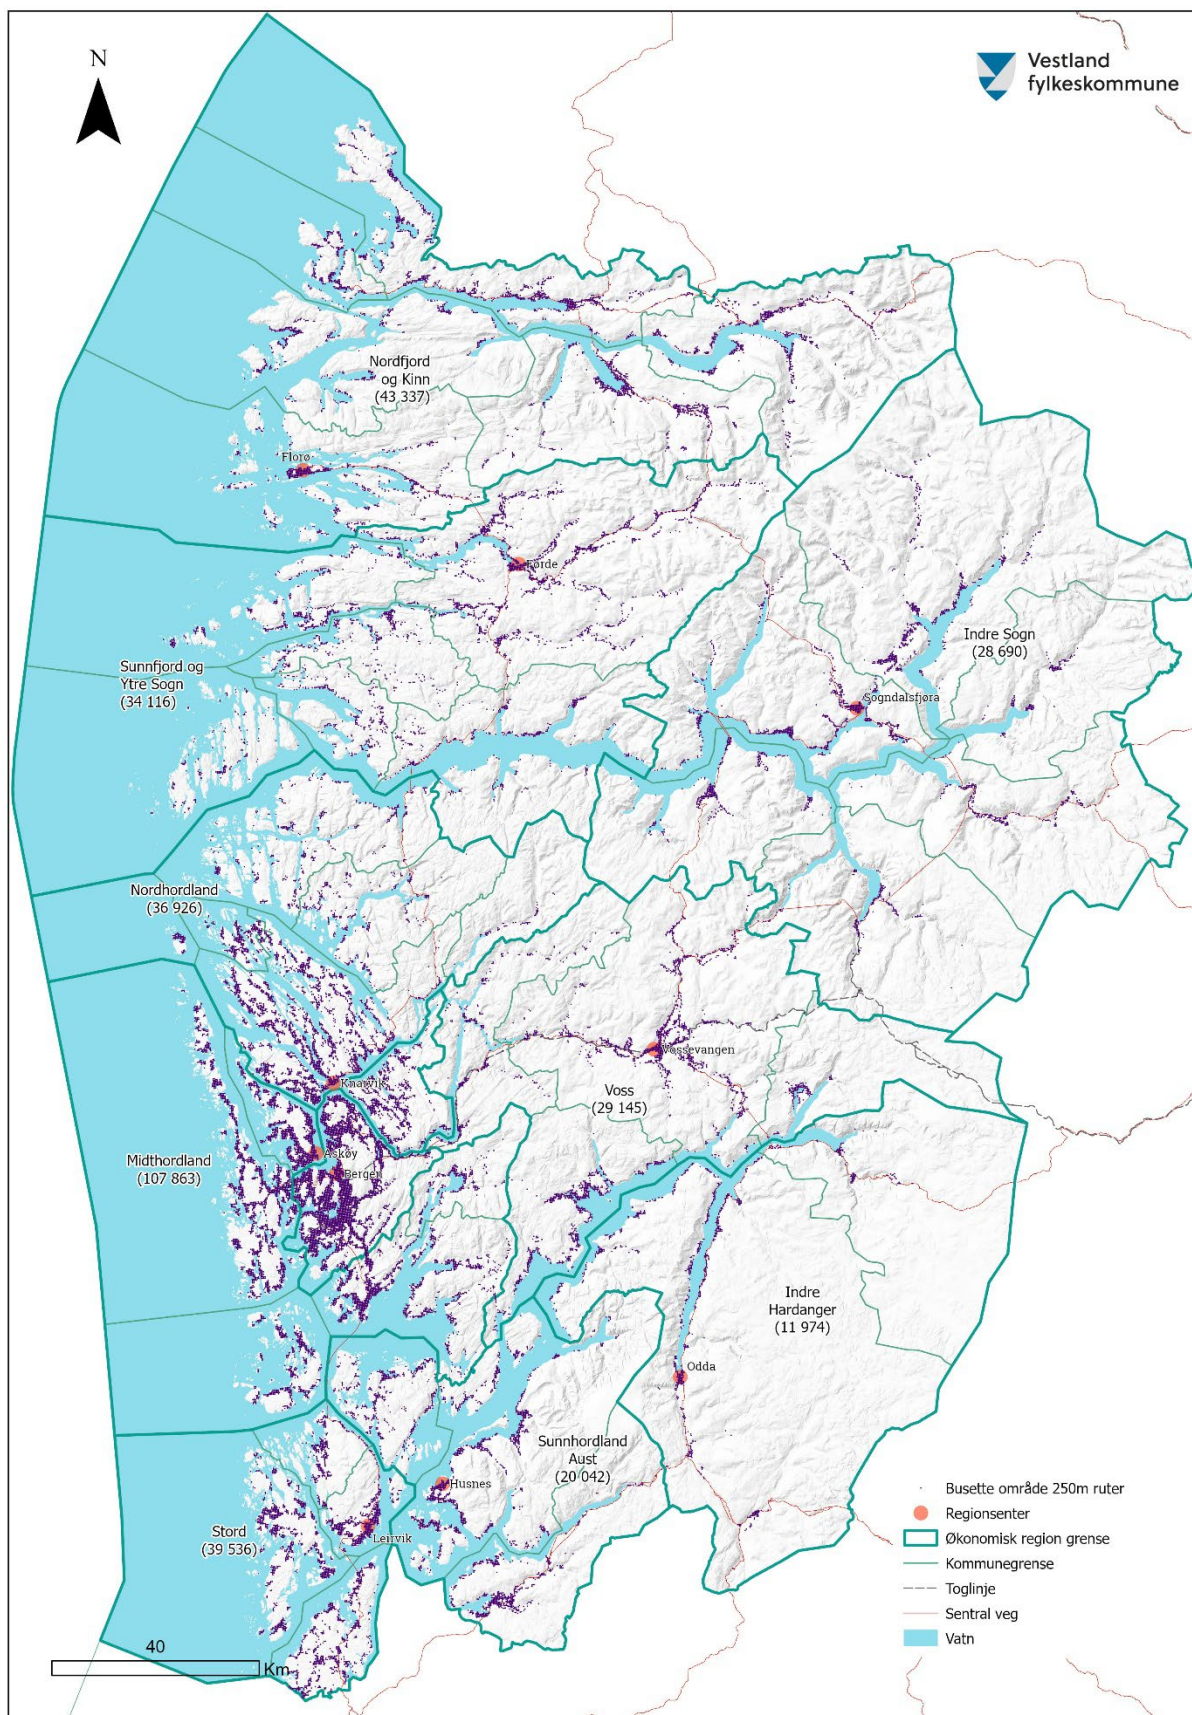 N
Vestland
fylkeskommune
Nordfjord
og Kinn
(43 337)
Florø
Førde
Indre Sogn
(28 690)
Sunnfjord og
Ytre Sogn
(34 116)
Sogndalsfjøra
Nordhordland
(36 926)
Vossevangen
Knarvik
Voss
(29 145)
Askøy
Midthordland
(107 863)
Bergen
Indre
Hardanger
(11 974)
Odda
Sunnhordland
Aust
(20 042)
Husnes
Stord
(39 536)
Leirvik
Busette område 250m ruter
Regionsenter
Økonomisk region grense
Kommunegrense
Toglinje
Sentral veg
Vatn
40
Km